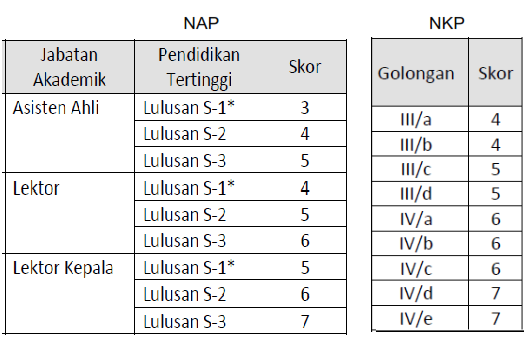 NAP
Jabatan Akademik Pendidikan Tertinggi Skor
Asisten Ahli Lulusan S-1* 3
Lulusan S-2 4
Lulusan S-3 5
Lektor Lulusan S-1* 4
Lulusan S-2 5
Lulusan S-3 6
Lektor Kepala Lulusan S-1* 5
Lulusan S-2 6
Lulusan S-3 7
NKP
Golongan Skor
III/a 4
III/b 4
III/c 5
III/d 5
IV/a 6
IV/b 6
IV/c 6
IV/d 7
IV/e 7